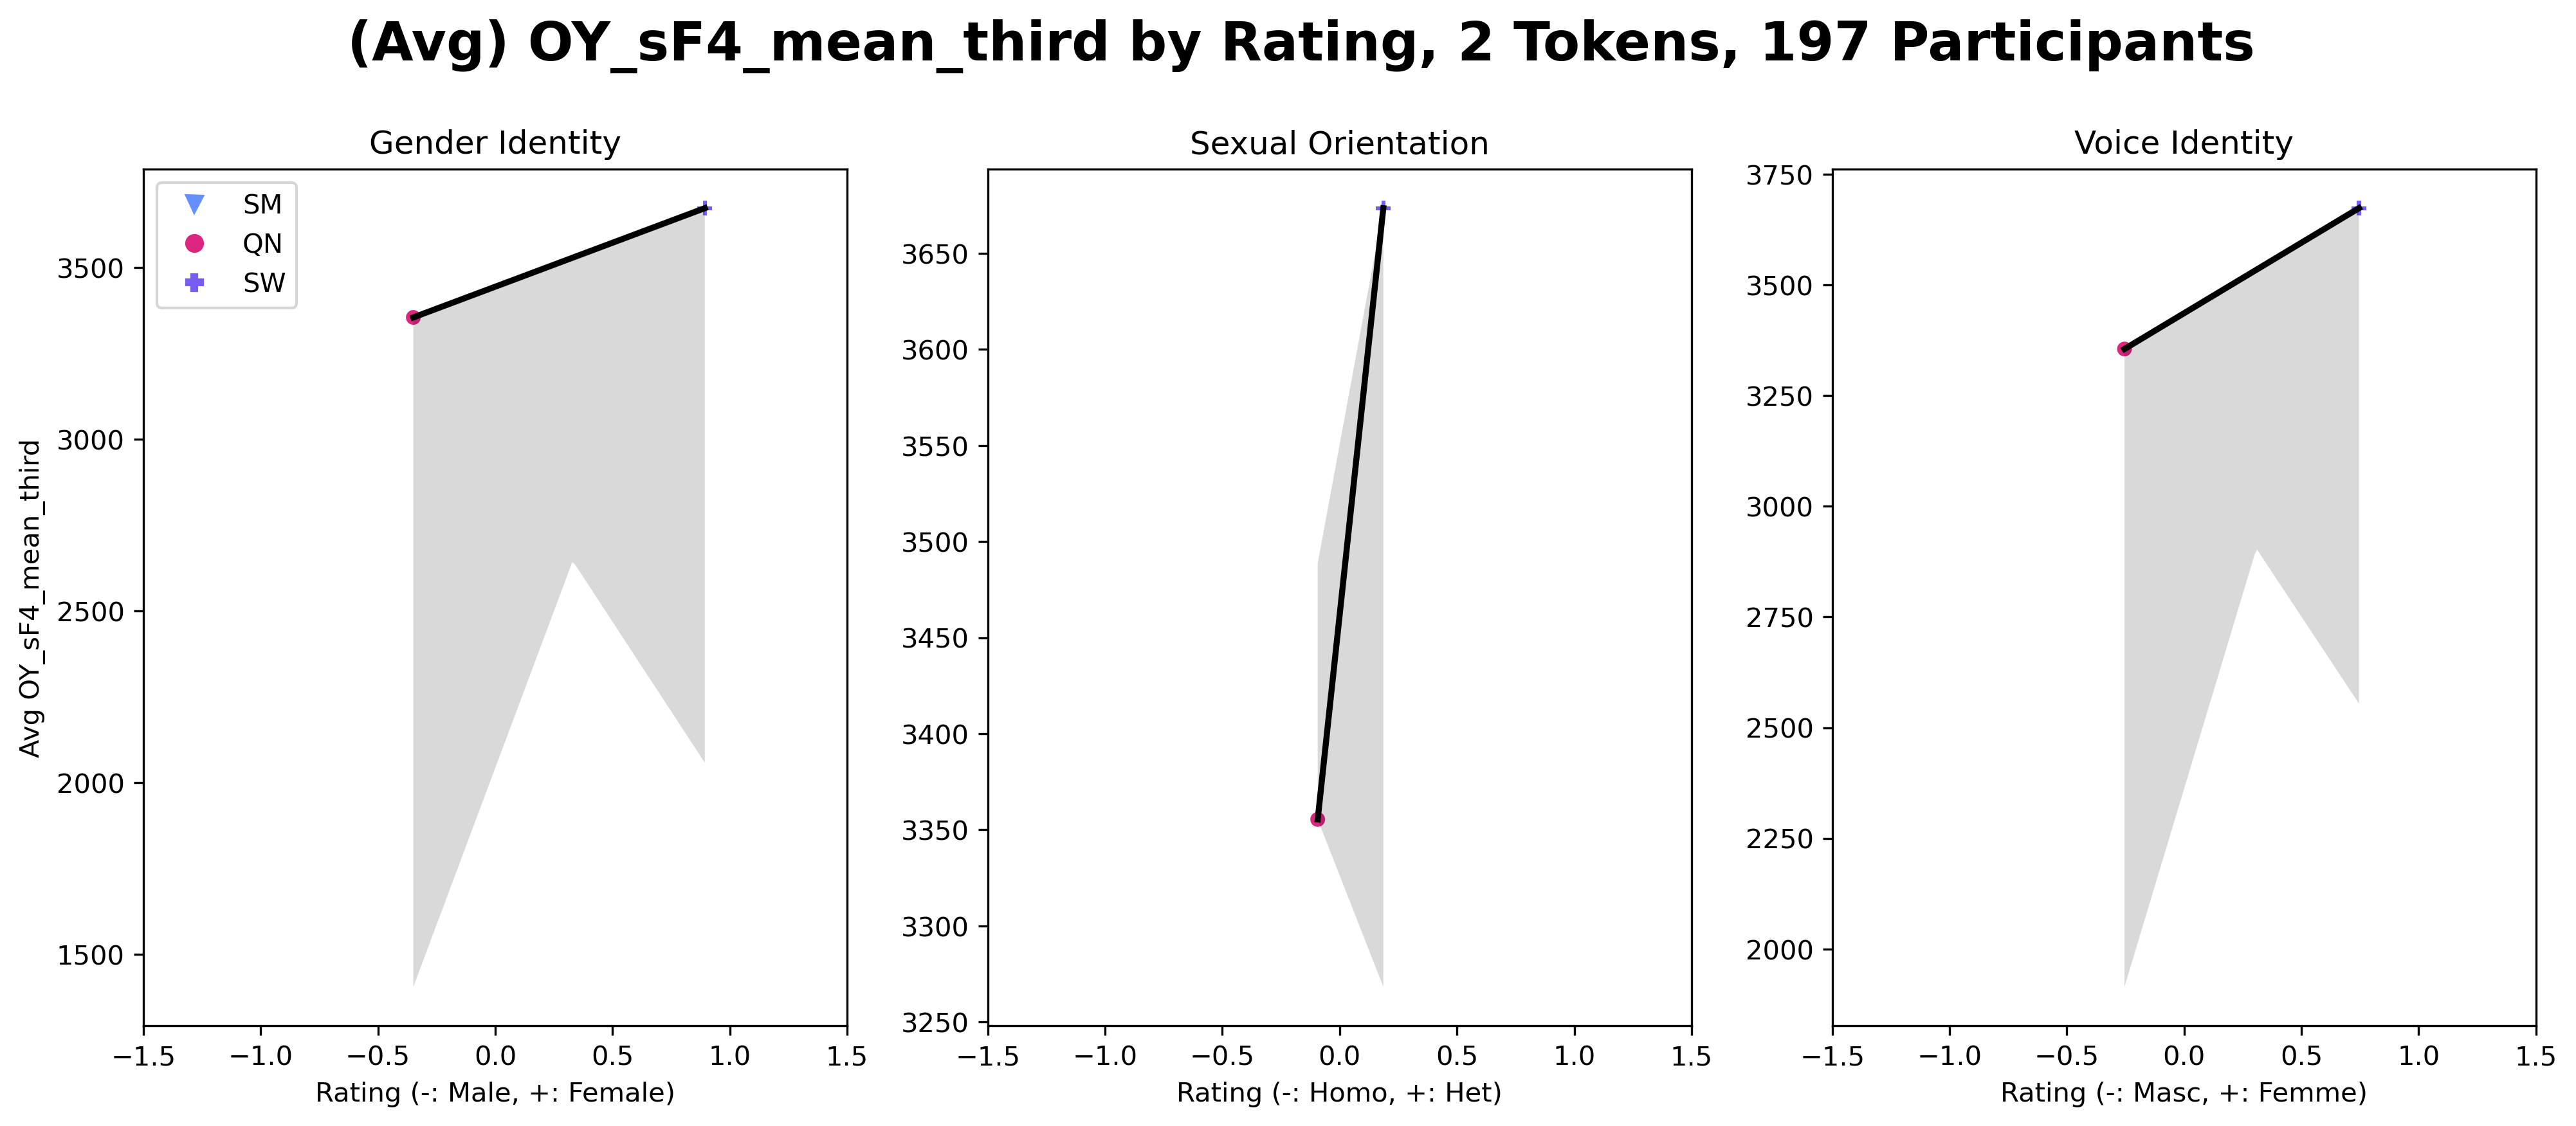 (Avg) OY_sF4_mean_third by Rating, 2 Tokens, 197 Participants
Gender Identity
SM
QN
SW
3500
3000
2500
2000
1500
Avg OY_sF4_mean_third
−1.5 −1.0 −0.5 0.0 0.5 1.0 1.5
Rating (-: Male, +: Female)
Sexual Orientation
3650
3600
3550
3500
3450
3400
3350
3300
3250
−1.5 −1.0 −0.5 0.0 0.5 1.0 1.5
Rating (-: Homo, +: Het)
Voice Identity
3750
3500
3250
3000
2750
2500
2250
2000
−1.5 −1.0 −0.5 0.0 0.5 1.0 1.5
Rating (-: Masc, +: Femme)